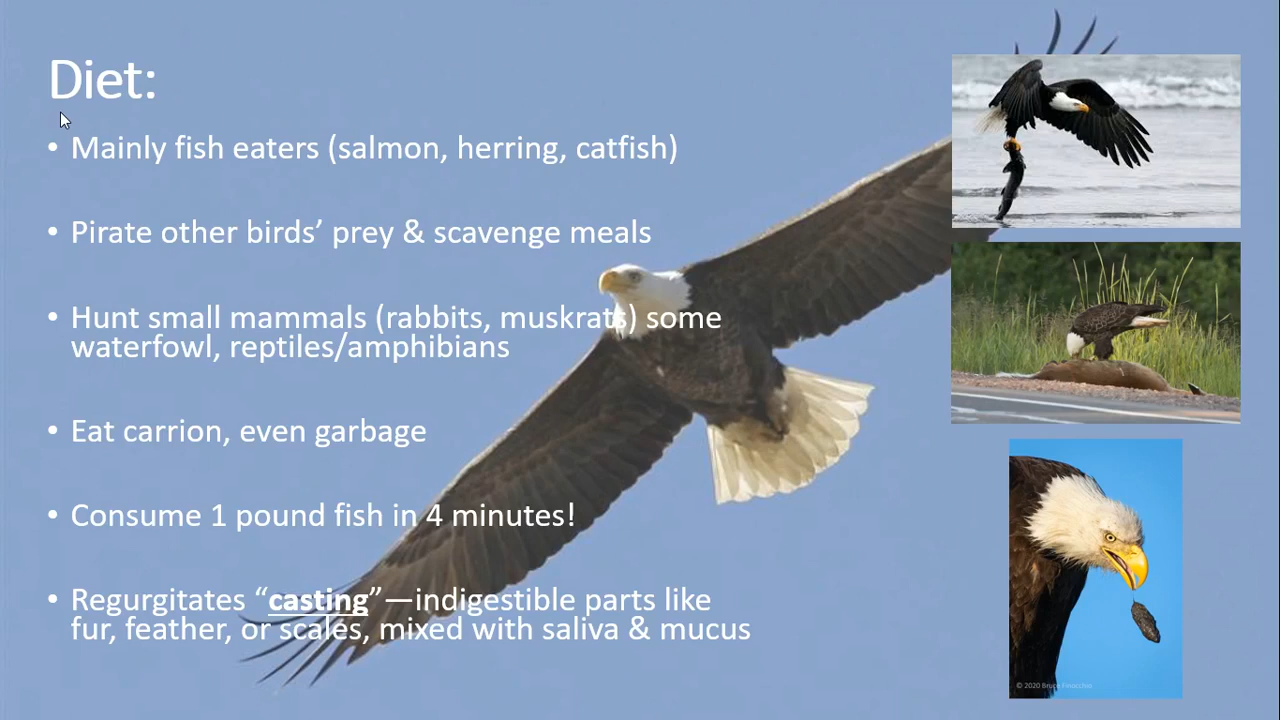 Diet:
• Mainly fish eaters (salmon, herring, catfish)
• Pirate other birds’ prey & scavenge meals
• Hunt small mammals (rabbits, muskrats) some
waterfowl, reptiles/amphibians
• Eat carrion, even garbage
• Consume 1 pound fish in 4 minutes!
• Regurgitates “casting”—indigestible parts like
fur, feather, or scales, mixed with saliva & mucus
© 2020 Bruce